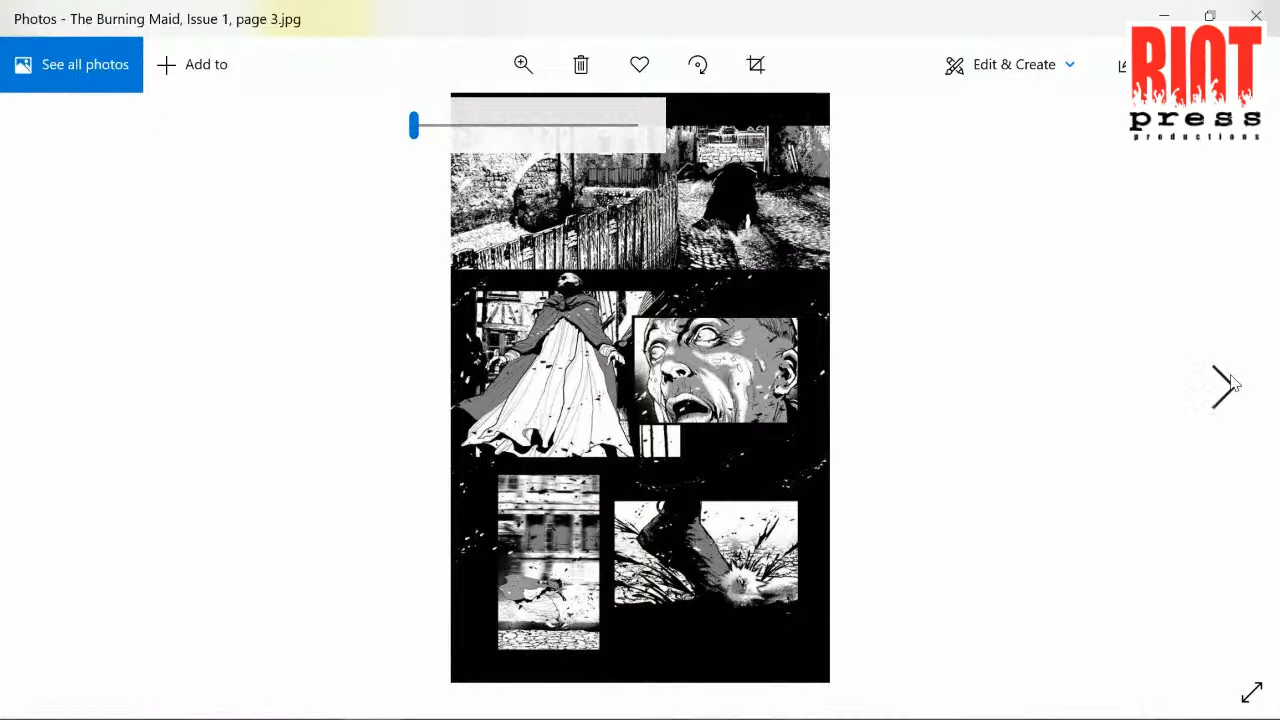 Photos - The Burning Maid, Issue 1, page 3.jpg
See all photos
Add to
Edit & Create
RIOT
press
productions